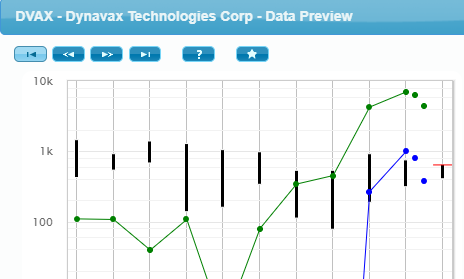 DVAX - Dynavax Technologies Corp - Data Preview
?
10k
1k
100